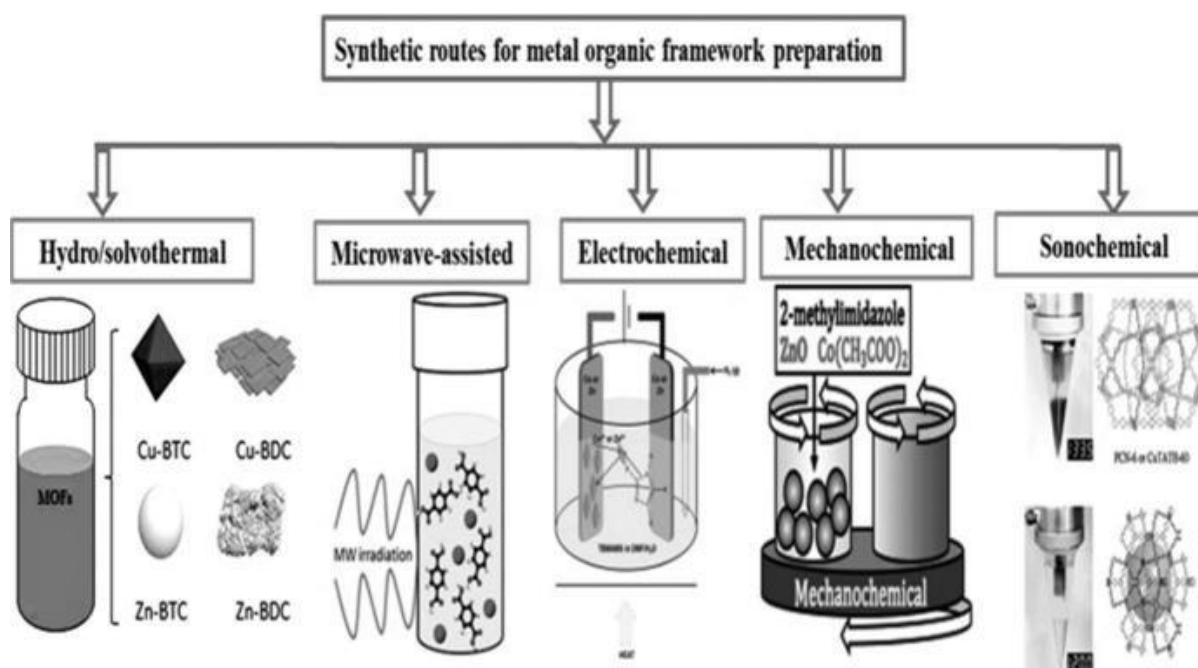 Synthetic routes for metal organic framework preparation
Hydro/solvothermal
Microwave-assisted
Electrochemical
Mechanochemical
Sonochemical
MOFs
Cu-BTC
Cu-BDC
Zn-BTC
Zn-BDC
MW irradiation
HEAT
2-methylimidazole
ZnO Co(CH₃COO)₂
Mechanochemical